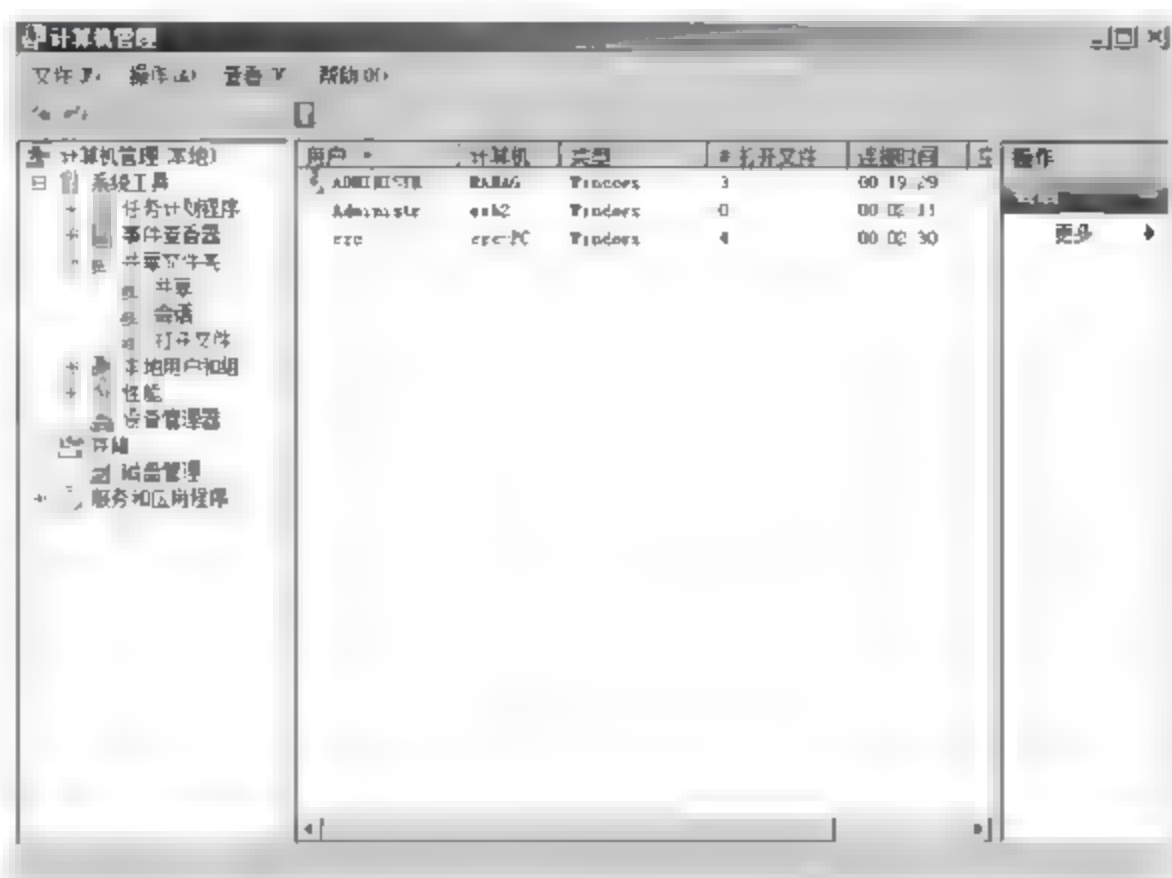 计算机管理
文件(F) 操作(A) 查看(V) 帮助(H)
计算机管理(本地)
系统工具
任务计划程序
事件查看器
共享文件夹
共享
会话
打开文件
本地用户和组
性能
设备管理器
存储
磁盘管理
服务和应用程序
用户 计算机 类型 # 打开文件 连接时间 空
ADMINISTR Windows 3 00:19:29
Administr Windows 0 00:02:11
Windows 4 00:02:30
操作
更多